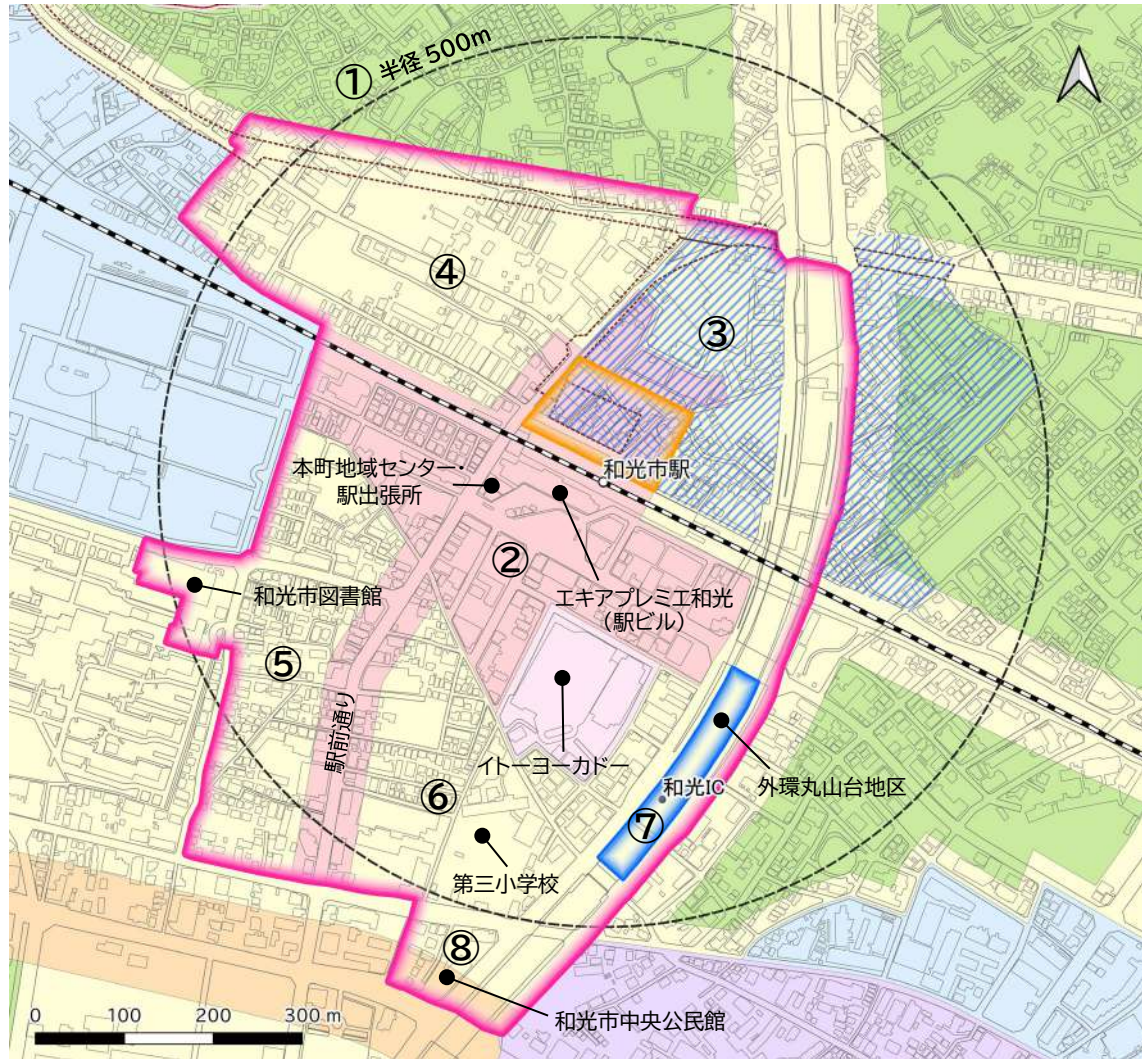 ① 半径 500m
④
③
和光市駅
本町地域センター・
駅出張所
②
エキアプレミエ和光
(駅ビル)
和光市図書館
⑤
駅前通り
イトーヨーカドー
和光IC
外環丸山台地区
⑥
⑦
第三小学校
⑧
和光市中央公民館
0 100 200 300 m